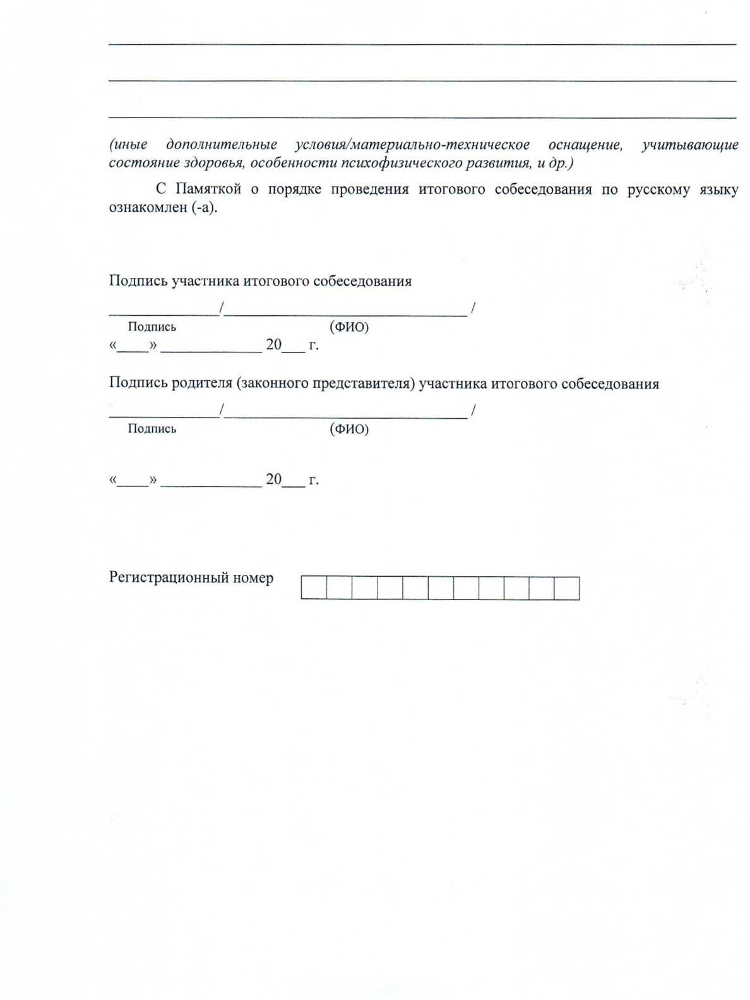 (иные дополнительные условия/материально-техническое оснащение, учитывающие
состояние здоровья, особенности психофизического развития, и др.)
С Памяткой о порядке проведения итогового собеседования по русскому языку
ознакомлен (-а).
Подпись участника итогового собеседования
______________/_______________________________ /
Подпись (ФИО)
«____» _____________ 20___ г.
Подпись родителя (законного представителя) участника итогового собеседования
______________/_______________________________ /
Подпись (ФИО)
«____» _____________ 20___ г.
Регистрационный номер